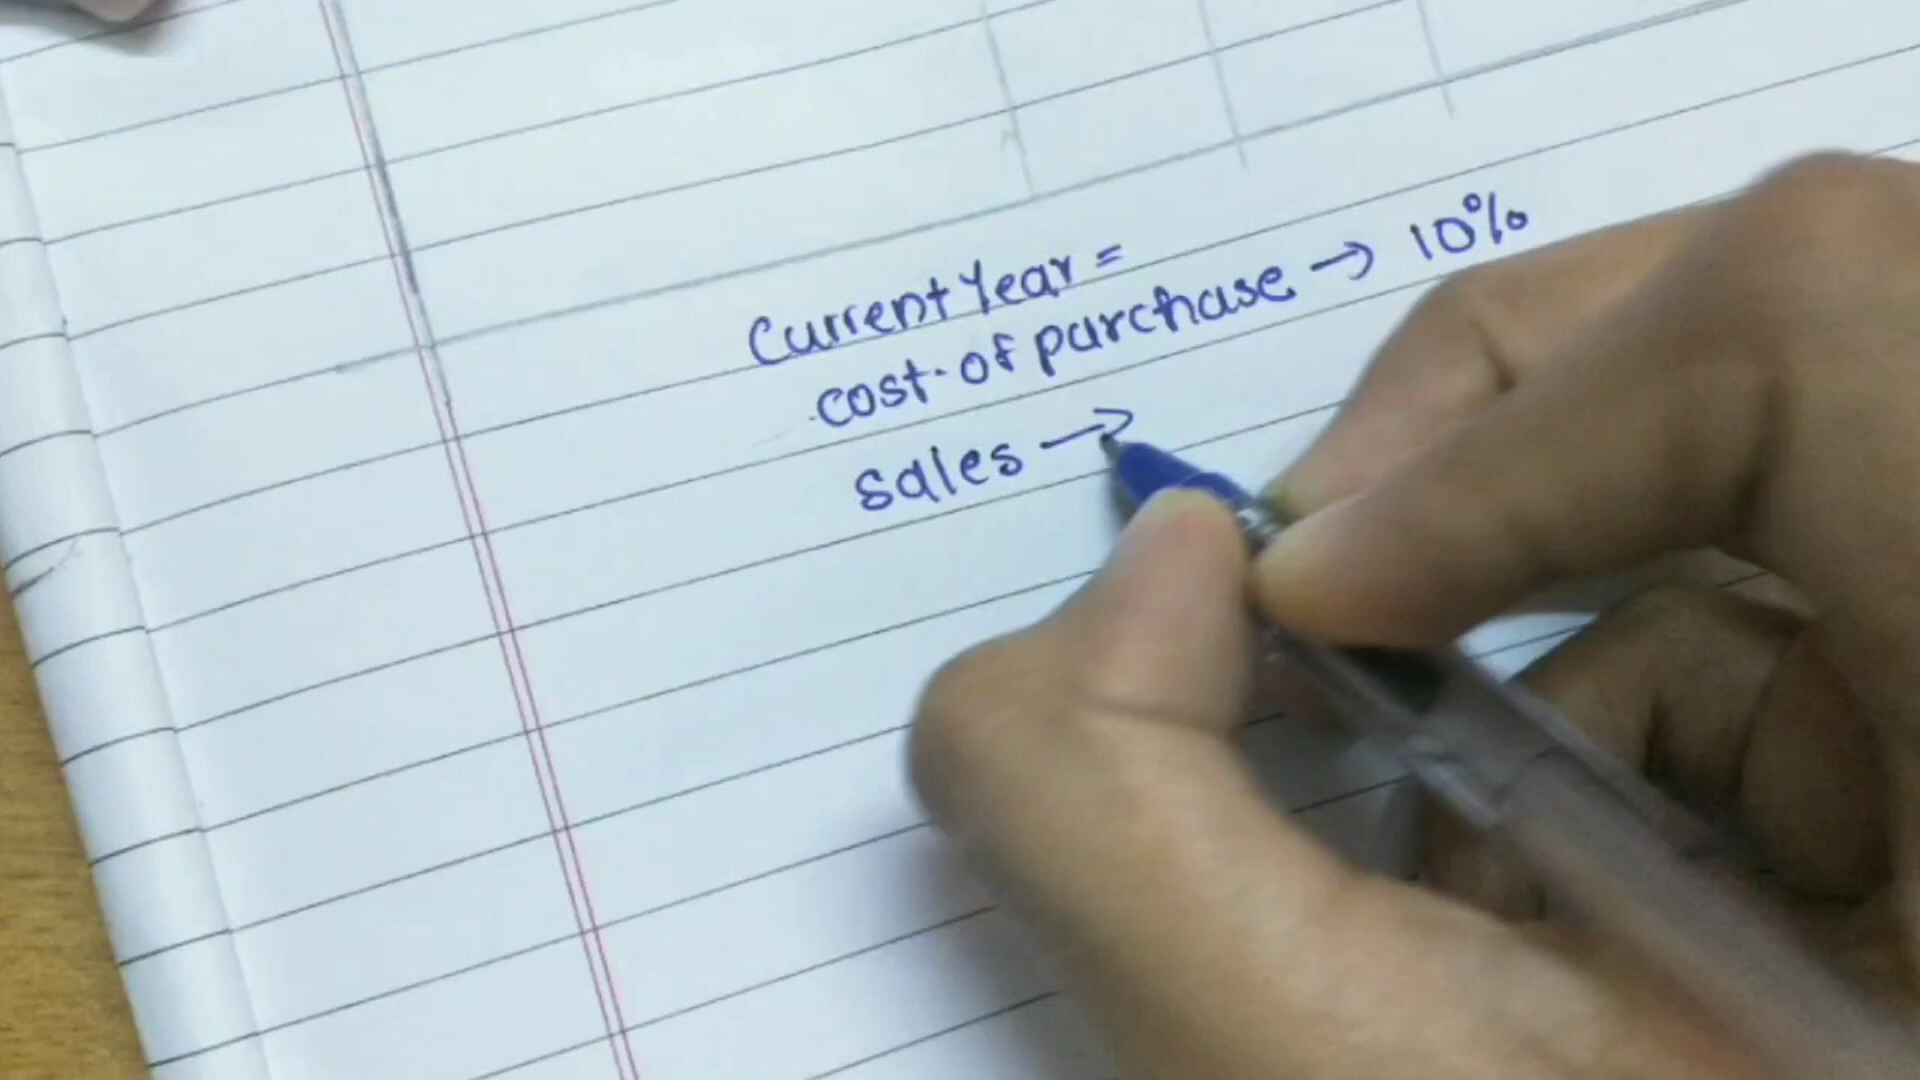 Current Year =
cost. of purchase → 10%
sales →